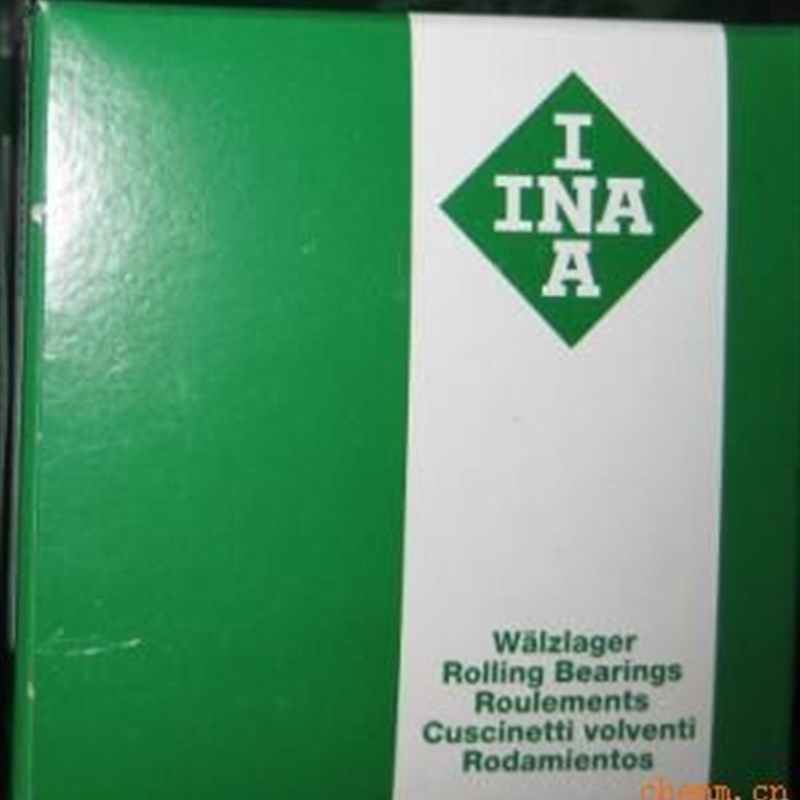 I
INA
A
Wälzlager
Rolling Bearings
Roulements
Cuscinetti volventi
Rodamientos